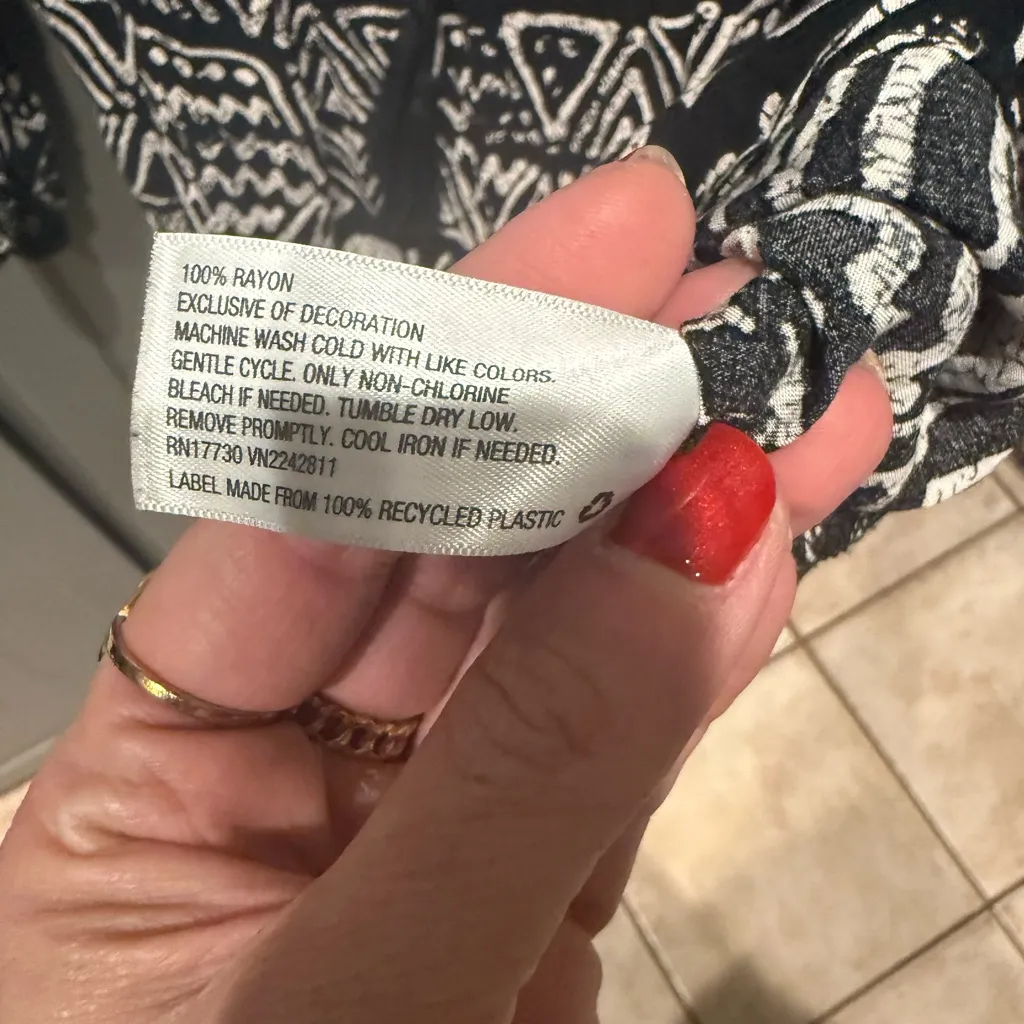 100% RAYON
EXCLUSIVE OF DECORATION
MACHINE WASH COLD WITH LIKE COLORS.
GENTLE CYCLE. ONLY NON-CHLORINE
BLEACH IF NEEDED. TUMBLE DRY LOW.
REMOVE PROMPTLY. COOL IRON IF NEEDED.
RN17730 VN2242811
LABEL MADE FROM 100% RECYCLED PLASTIC